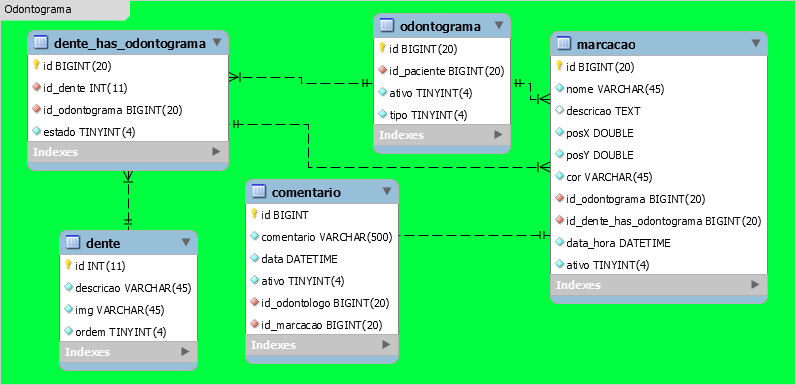 Odontograma
dente_has_odontograma
id BIGINT(20)
id_dente INT(11)
id_odontograma BIGINT(20)
estado TINYINT(4)
Indexes
odontograma
id BIGINT(20)
id_paciente BIGINT(20)
ativo TINYINT(4)
tipo TINYINT(4)
Indexes
marcacao
id BIGINT(20)
nome VARCHAR(45)
descricao TEXT
posX DOUBLE
posY DOUBLE
cor VARCHAR(45)
id_odontograma BIGINT(20)
id_dente_has_odontograma BIGINT(20)
data_hora DATETIME
ativo TINYINT(4)
Indexes
comentario
id BIGINT
comentario VARCHAR(500)
data DATETIME
ativo TINYINT(4)
id_odontologo BIGINT(20)
id_marcacao BIGINT(20)
Indexes
dente
id INT(11)
descricao VARCHAR(45)
img VARCHAR(45)
ordem TINYINT(4)
Indexes